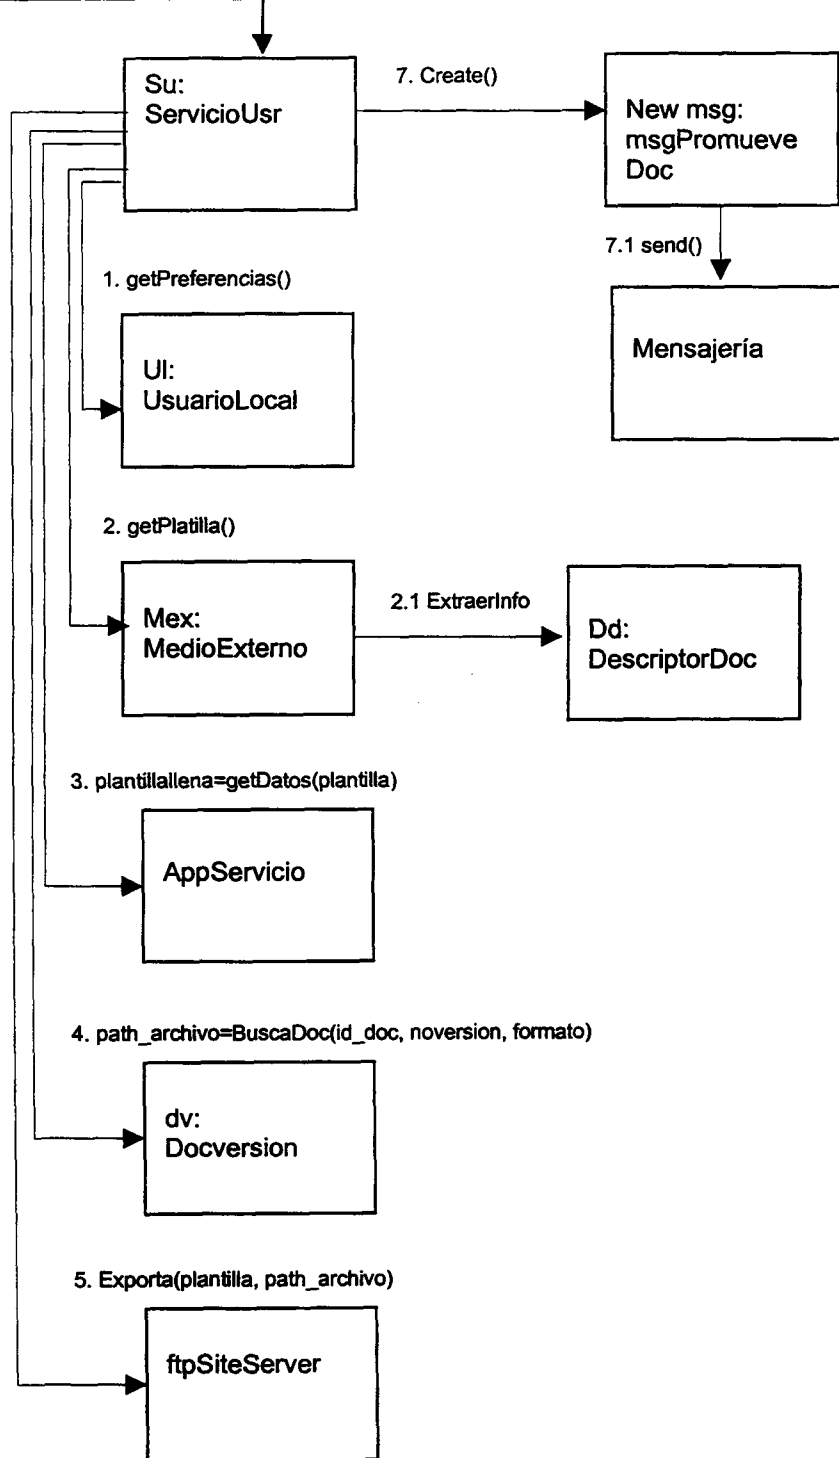 Su:
ServicioUsr
7. Create()
New msg:
msgPromueve
Doc
7.1 send()
Mensajería
1. getPreferencias()
Ul:
UsuarioLocal
2. getPlatilla()
Mex:
MedioExterno
2.1 ExtraerInfo
Dd:
DescriptorDoc
3. plantillallena=getDatos(plantilla)
AppServicio
4. path_archivo=BuscaDoc(id_doc, noversion, formato)
dv:
Docversion
5. Exporta(plantilla, path_archivo)
ftpSiteServer